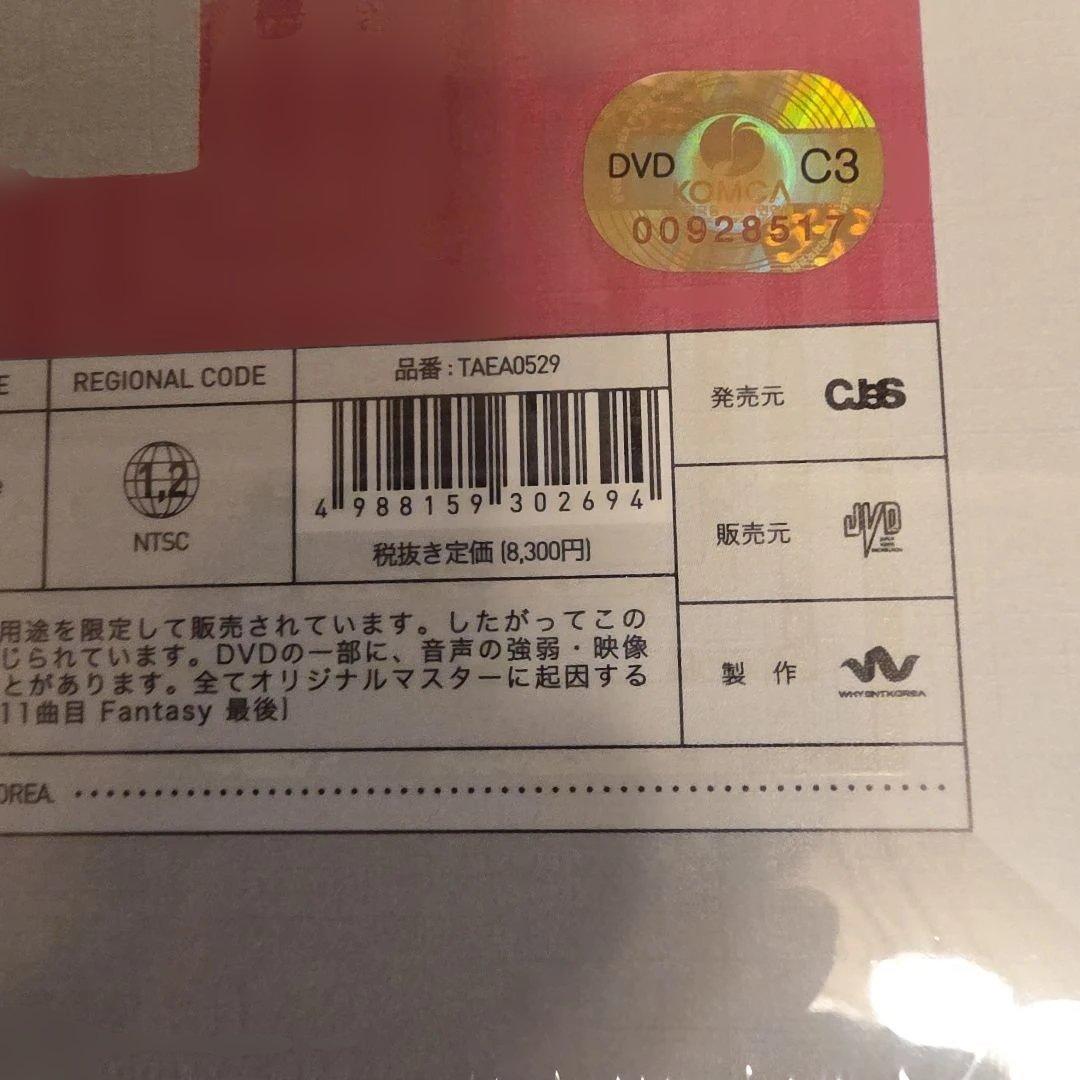 DVD C3
KOMCA
00928517
E
REGIONAL CODE
品番:TAEA0529
発売元 CJeS
1,2
NTSC
4 988159 302694
税抜き定価 (8,300円)
販売元 JVD
用途を限定して販売されています。したがってこの
じられています。DVDの一部に、音声の強弱・映像
とがあります。全てオリジナルマスターに起因する
11曲目 Fantasy 最後)
製 作 WHYENTKOREA
OREA.